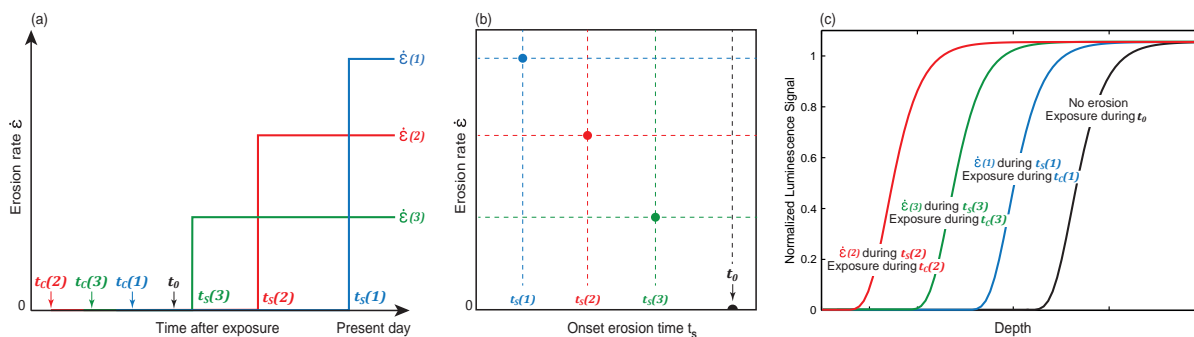 (a)
Erosion rate ε̇
0
ε̇(1)
ε̇(2)
ε̇(3)
tC(2)
tC(3)
tC(1)
t0
tS(3)
tS(2)
tS(1)
Time after exposure
Present day
(b)
Erosion rate ε̇
0
tS(1)
tS(2)
tS(3)
t0
Onset erosion time ts
(c)
Normalized Luminescence Signal
1
0.8
0.6
0.4
0.2
0
No erosion
Exposure during t0
ε̇(1) during tS(1)
Exposure during tC(1)
ε̇(3) during tS(3)
Exposure during tC(3)
ε̇(2) during tS(2)
Exposure during tC(2)
Depth